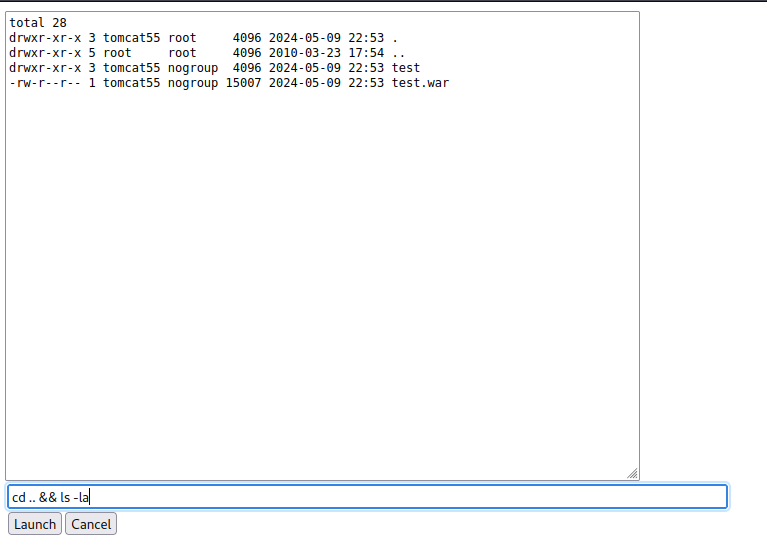 total 28
drwxr-xr-x 3 tomcat55 root     4096 2024-05-09 22:53 .
drwxr-xr-x 5 root     root     4096 2010-03-23 17:54 ..
drwxr-xr-x 3 tomcat55 nogroup  4096 2024-05-09 22:53 test
-rw-r--r-- 1 tomcat55 nogroup 15007 2024-05-09 22:53 test.war
cd .. && ls -la
Launch Cancel